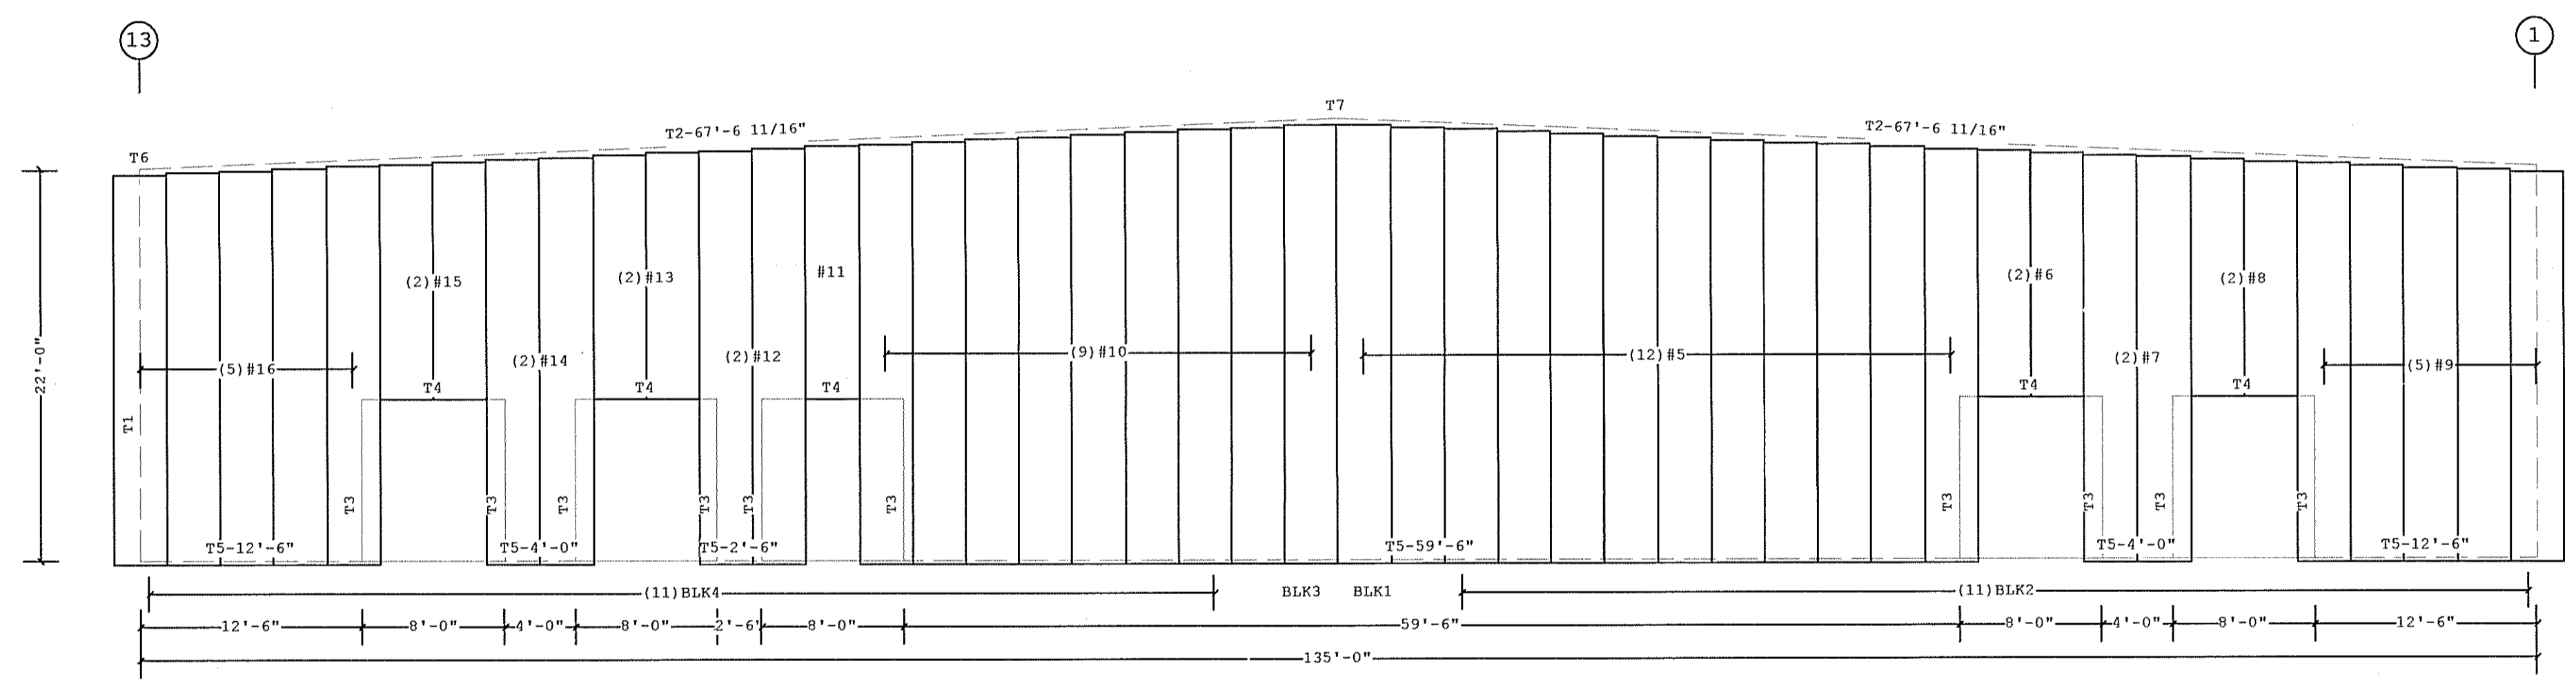 13
1
T7
T2-67'-6 11/16"
T2-67'-6 11/16"
T6
(2)#15
(2)#13
#11
(2)#6
(2)#8
22'-0"
(5)#16
(2)#14
(2)#12
(9)#10
(12)#5
(2)#7
(5)#9
T4
T4
T4
T4
T4
T1
T3
T3
T3
T3
T3
T3
T3
T3
T3
T3
T5-12'-6"
T5-4'-0"
T5-2'-6"
T5-59'-6"
T5-4'-0"
T5-12'-6"
(11)BLK4
BLK3
BLK1
(11)BLK2
12'-6"
8'-0"
4'-0"
8'-0"
2'-6"
8'-0"
59'-6"
8'-0"
4'-0"
8'-0"
12'-6"
135'-0"